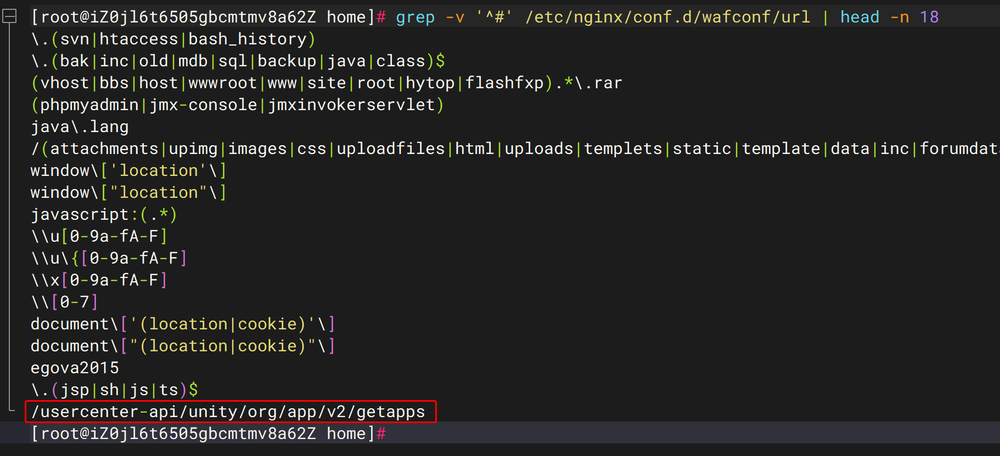 [root@iZ0jl6t6505gbcmtmv8a62Z home]# grep -v '^#' /etc/nginx/conf.d/wafconf/url | head -n 18
\.(svn|htaccess|bash_history)
\.(bak|inc|old|mdb|sql|backup|java|class)$
(vhost|bbs|host|wwwroot|www|site|root|hytop|flashfxp).*\.rar
(phpmyadmin|jmx-console|jmxinvokerservlet)
java\.lang
/(attachments|upimg|images|css|uploadfiles|html|uploads|templets|static|template|data|inc|forumdat
window\['location'\]
window\["location"\]
javascript:(.*)
\\u[0-9a-fA-F]
\\u\{[0-9a-fA-F]
\\x[0-9a-fA-F]
\\[0-7]
document\['(location|cookie)'\]
document\["(location|cookie)"\]
egova2015
\.(jsp|sh|js|ts)$
/usercenter-api/unity/org/app/v2/getapps
[root@iZ0jl6t6505gbcmtmv8a62Z home]#